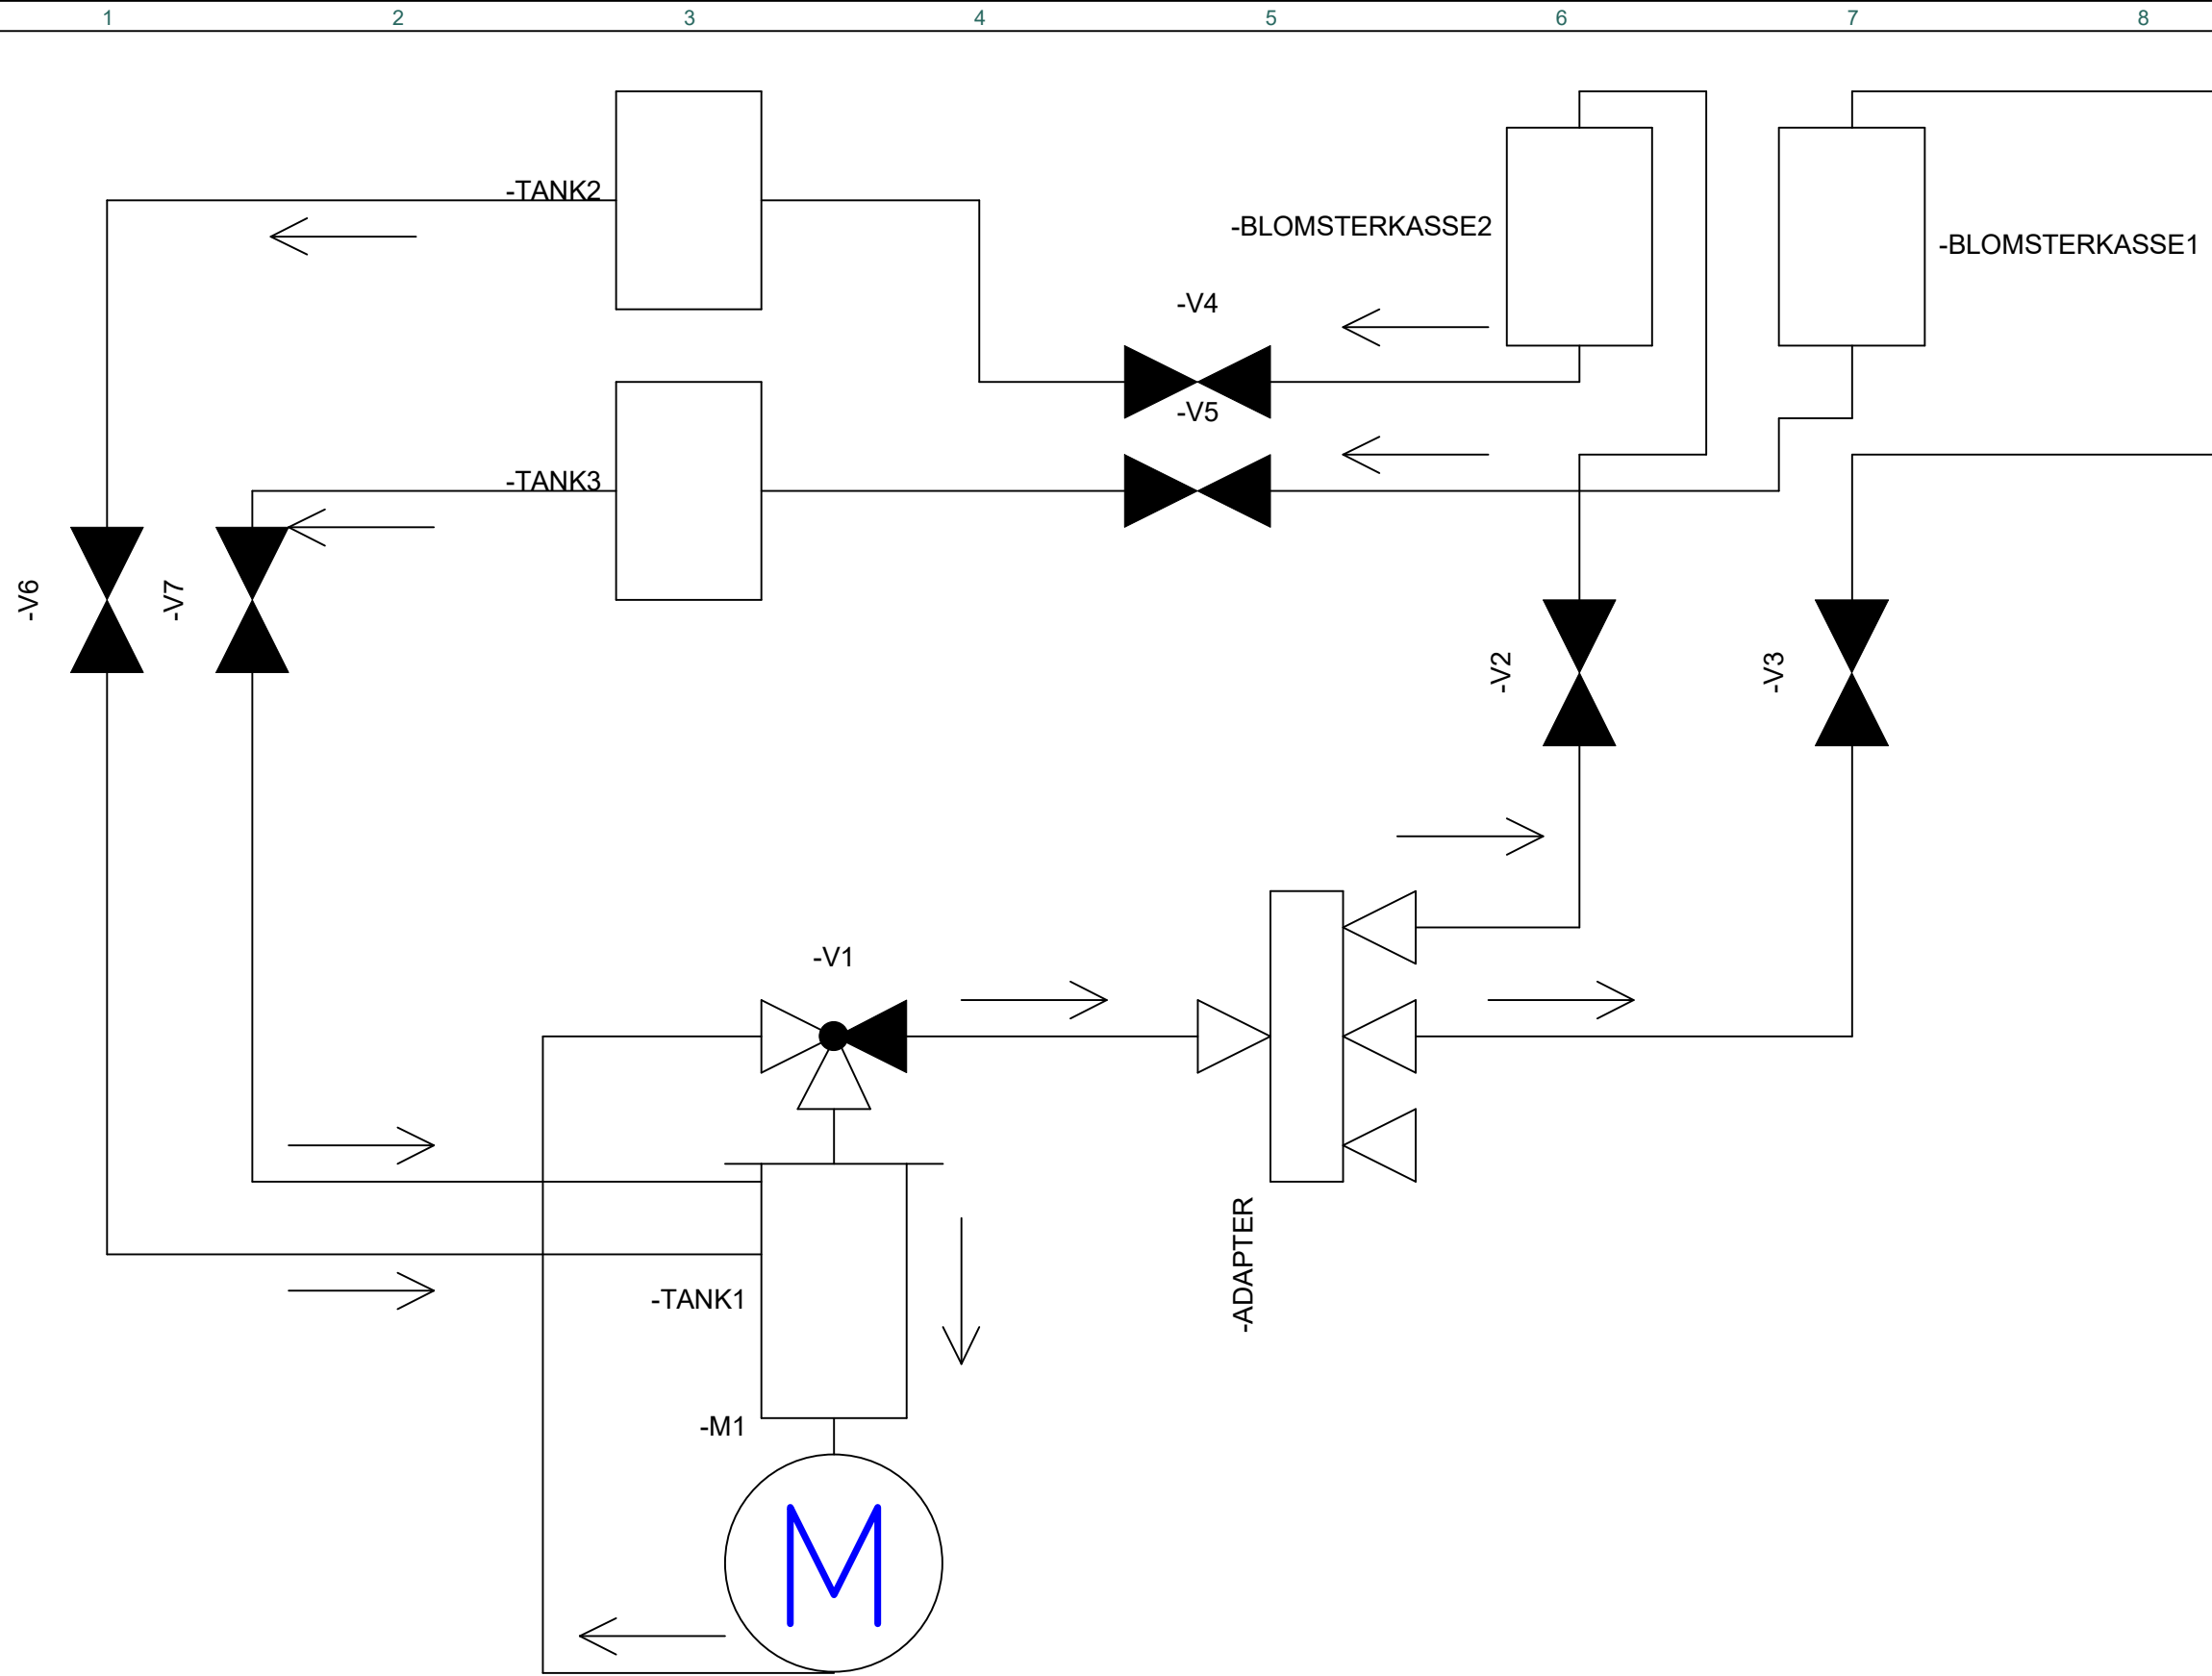 1 2 3 4 5 6 7 8
-TANK2
-BLOMSTERKASSE2
-BLOMSTERKASSE1
-V4
-V5
-TANK3
-V6
-V7
-V2
-V3
-V1
-ADAPTER
-TANK1
-M1
M